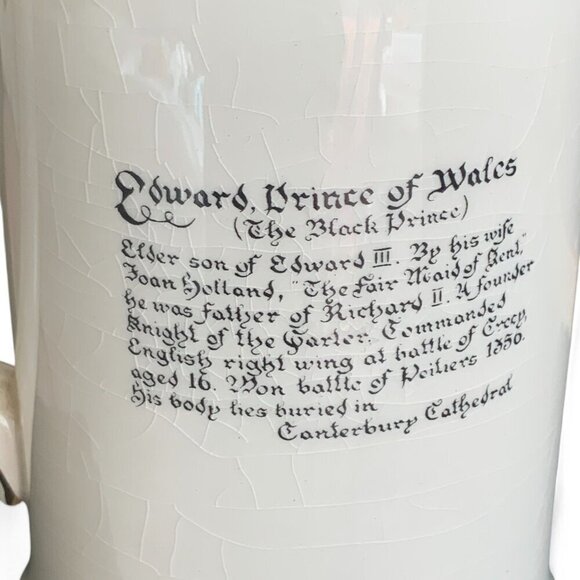 Edward, Prince of Wales
(The Black Prince)
Elder son of Edward III. By his wife
Joan Holland, "The Fair Maid of Kent,"
he was father of Richard II. A founder
Knight of the Garter. Commanded
English right wing at battle of Crecy,
aged 16. Won battle of Poitiers 1356.
His body lies buried in
Canterbury Cathedral